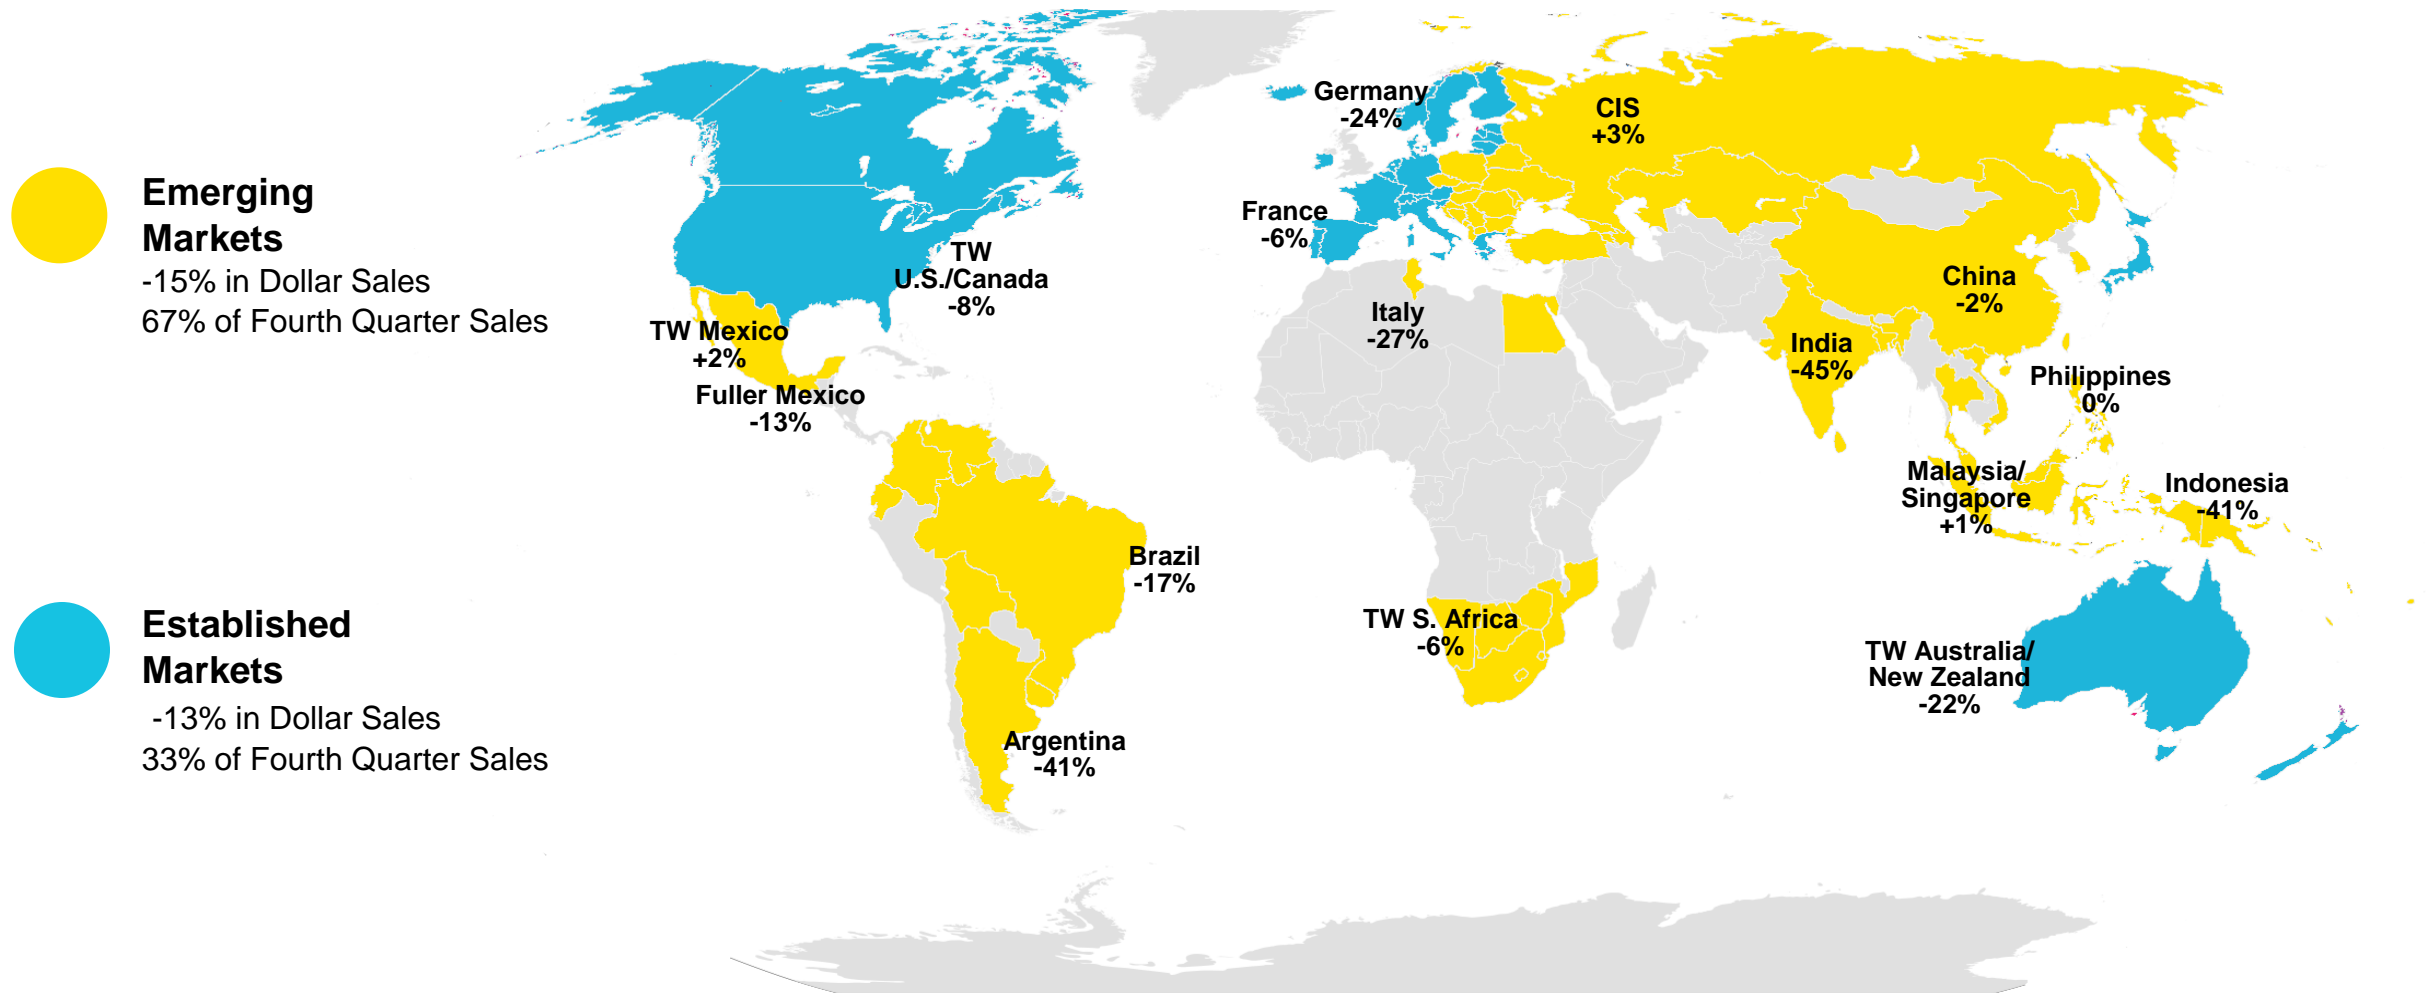 Emerging
Markets
-15% in Dollar Sales
67% of Fourth Quarter Sales
Established
Markets
-13% in Dollar Sales
33% of Fourth Quarter Sales
TW
U.S./Canada
-8%
TW Mexico
+2%
Fuller Mexico
-13%
Brazil
-17%
Argentina
-41%
Germany
-24%
France
-6%
Italy
-27%
TW S. Africa
-6%
CIS
+3%
China
-2%
India
-45%
Philippines
0%
Malaysia/
Singapore
+1%
Indonesia
-41%
TW Australia/
New Zealand
-22%